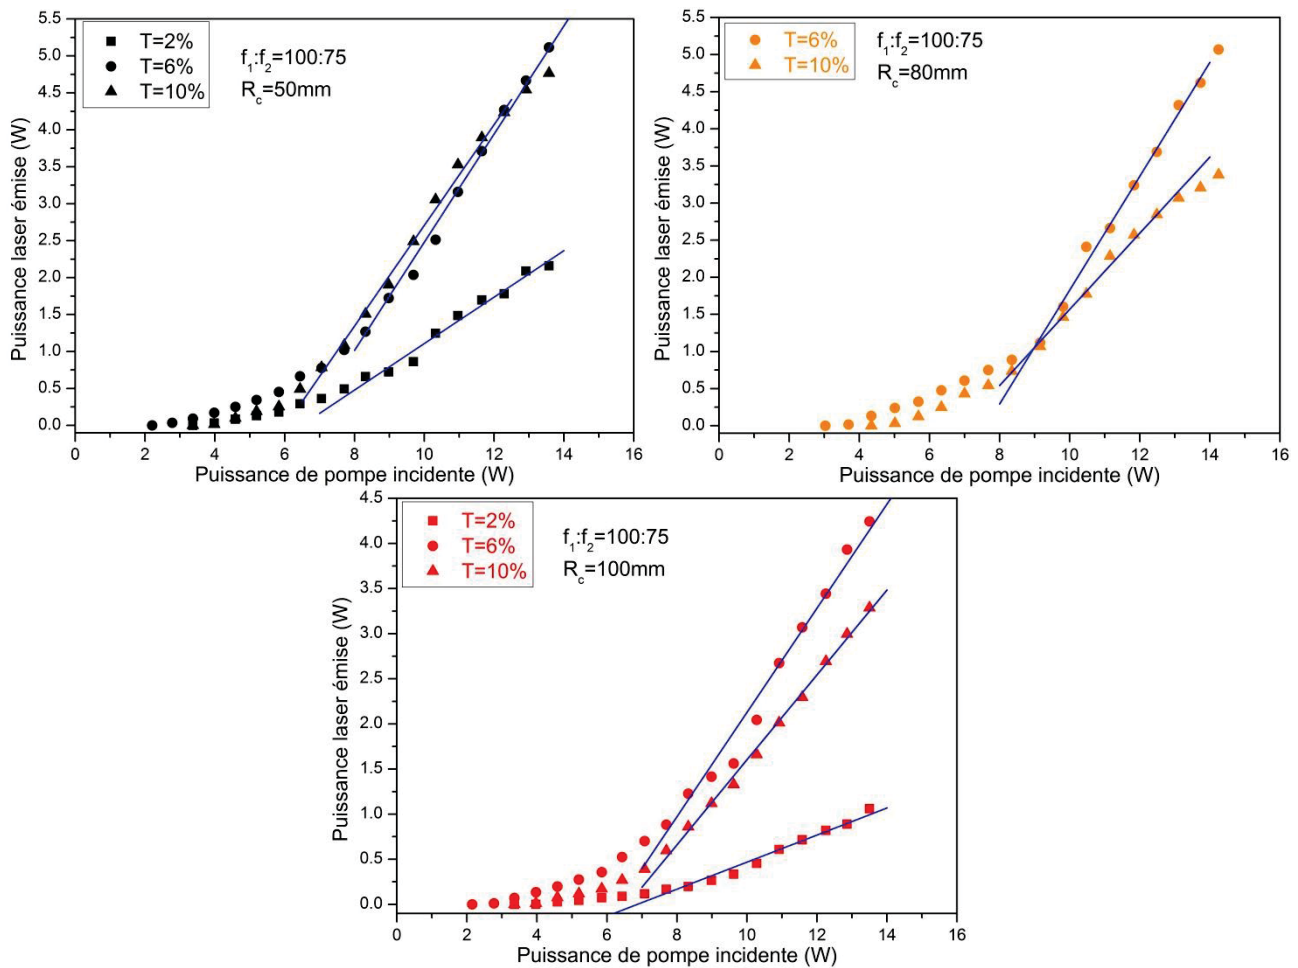 T=2%
T=6%
T=10%
f₁:f₂=100:75
R_c=50mm
Puissance laser émise (W)
5.5
5.0
4.5
4.0
3.5
3.0
2.5
2.0
1.5
1.0
0.5
0.0
0 2 4 6 8 10 12 14 16
Puissance de pompe incidente (W)
T=6%
T=10%
f₁:f₂=100:75
R_c=80mm
Puissance laser émise (W)
5.5
5.0
4.5
4.0
3.5
3.0
2.5
2.0
1.5
1.0
0.5
0.0
0 2 4 6 8 10 12 14 16
Puissance de pompe incidente (W)
T=2%
T=6%
T=10%
f₁:f₂=100:75
R_c=100mm
Puissance laser émise (W)
4.5
4.0
3.5
3.0
2.5
2.0
1.5
1.0
0.5
0.0
0 2 4 6 8 10 12 14 16
Puissance de pompe incidente (W)